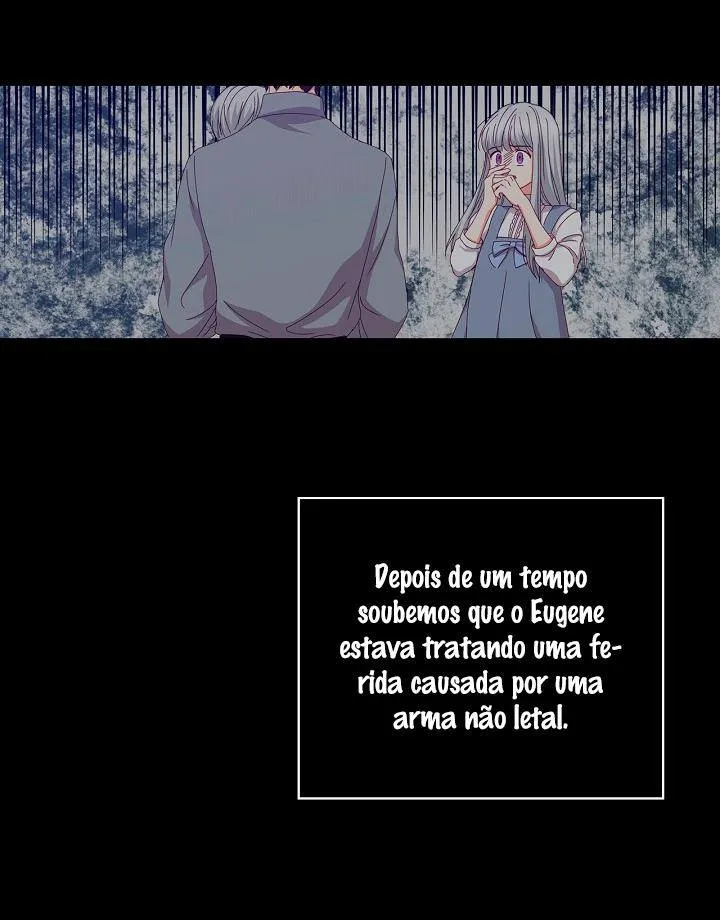 Depois de um tempo
soubemos que o Eugene
estava tratando uma fe-
rida causada por uma
arma não letal.